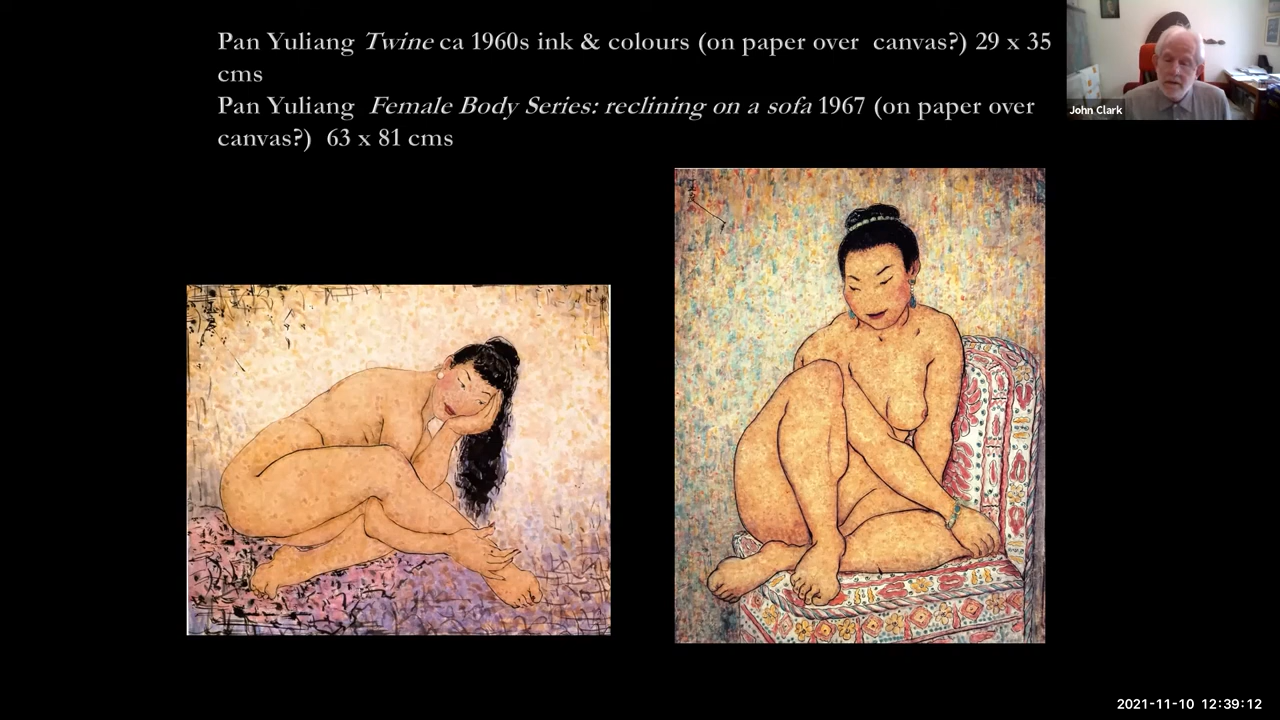 Pan Yuliang Twine ca 1960s ink & colours (on paper over canvas?) 29 x 35
cms
Pan Yuliang Female Body Series: reclining on a sofa 1967 (on paper over
canvas?) 63 x 81 cms
John Clark
2021-11-10 12:39:12